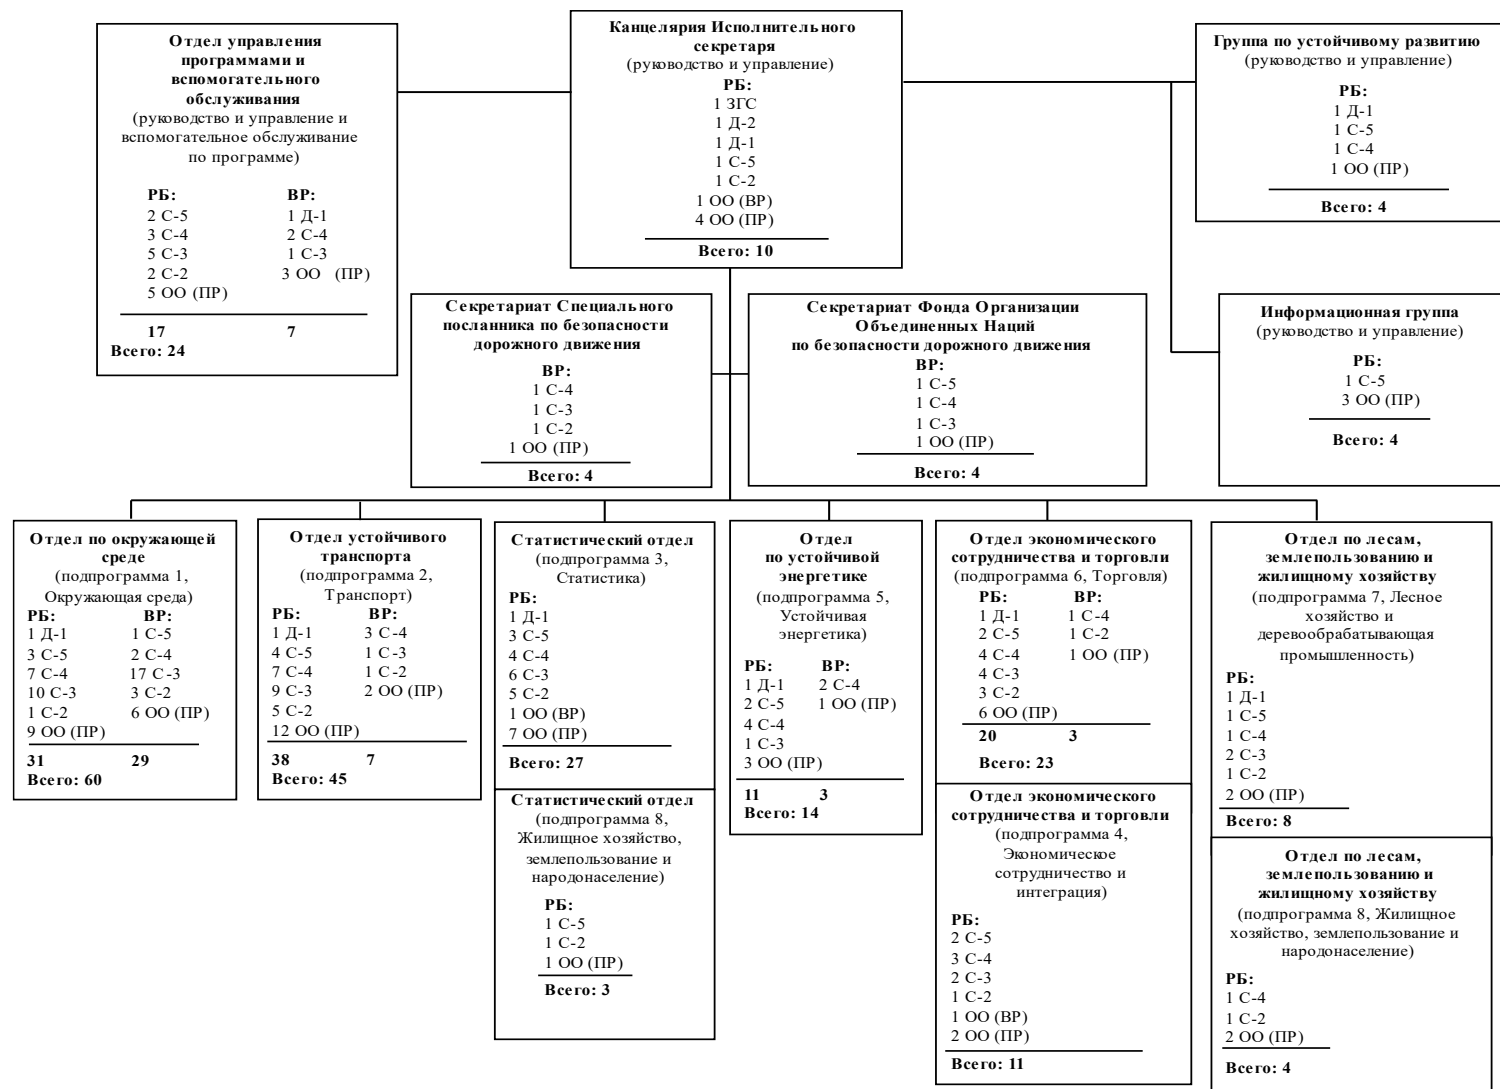 Отдел управления
программами и
вспомогательного
обслуживания
(руководство и управление и
вспомогательное обслуживание
по программе)
РБ: ВР:
2 С-5 1 Д-1
3 С-4 2 С-4
5 С-3 1 С-3
2 С-2 3 ОО (ПР)
5 ОО (ПР)
17 7
Всего: 24
Канцелярия Исполнительного
секретаря
(руководство и управление)
РБ:
1 ЗГС
1 Д-2
1 Д-1
1 С-5
1 С-2
1 ОО (ВР)
4 ОО (ПР)
Всего: 10
Группа по устойчивому развитию
(руководство и управление)
РБ:
1 Д-1
1 С-5
1 С-4
1 ОО (ПР)
Всего: 4
Секретариат Специального
посланника по безопасности
дорожного движения
ВР:
1 С-4
1 С-3
1 С-2
1 ОО (ПР)
Всего: 4
Секретариат Фонда Организации
Объединенных Наций
по безопасности дорожного движения
ВР:
1 С-5
1 С-4
1 С-3
1 ОО (ПР)
Всего: 4
Информационная группа
(руководство и управление)
РБ:
1 С-5
3 ОО (ПР)
Всего: 4
Отдел по окружающей
среде
(подпрограмма 1,
Окружающая среда)
РБ: ВР:
1 Д-1 1 С-5
3 С-5 2 С-4
7 С-4 17 С-3
10 С-3 3 С-2
1 С-2 6 ОО (ПР)
9 ОО (ПР)
31 29
Всего: 60
Отдел устойчивого
транспорта
(подпрограмма 2,
Транспорт)
РБ: ВР:
1 Д-1 3 С-4
4 С-5 1 С-3
7 С-4 1 С-2
9 С-3 2 ОО (ПР)
5 С-2
12 ОО (ПР)
38 7
Всего: 45
Статистический отдел
(подпрограмма 3,
Статистика)
РБ:
1 Д-1
3 С-5
4 С-4
6 С-3
5 С-2
1 ОО (ВР)
7 ОО (ПР)
Всего: 27
Статистический отдел
(подпрограмма 8,
Жилищное хозяйство,
землепользование и
народонаселение)
РБ:
1 С-5
1 С-2
1 ОО (ПР)
Всего: 3
Отдел
по устойчивой
энергетике
(подпрограмма 5,
Устойчивая
энергетика)
РБ: ВР:
1 Д-1 2 С-4
2 С-5 1 ОО (ПР)
4 С-4
1 С-3
3 ОО (ПР)
11 3
Всего: 14
Отдел экономического
сотрудничества и торговли
(подпрограмма 6, Торговля)
РБ: ВР:
1 Д-1 1 С-4
2 С-5 1 С-2
4 С-4 1 ОО (ПР)
4 С-3
3 С-2
6 ОО (ПР)
20 3
Всего: 23
Отдел экономического
сотрудничества и торговли
(подпрограмма 4,
Экономическое
сотрудничество и
интеграция)
РБ:
2 С-5
3 С-4
2 С-3
1 С-2
1 ОО (ВР)
2 ОО (ПР)
Всего: 11
Отдел по лесам,
землепользованию и
жилищному хозяйству
(подпрограмма 7, Лесное
хозяйство и
деревообрабатывающая
промышленность)
РБ:
1 Д-1
1 С-5
1 С-4
2 С-3
1 С-2
2 ОО (ПР)
Всего: 8
Отдел по лесам,
землепользованию и
жилищному хозяйству
(подпрограмма 8, Жилищное
хозяйство, землепользование и
народонаселение)
РБ:
1 С-4
1 С-2
2 ОО (ПР)
Всего: 4